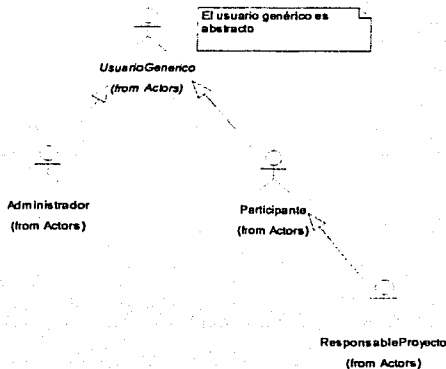 El usuario genérico es
abstracto
UsuarioGenerico
(from Actors)
Administrador
(from Actors)
Participante
(from Actors)
ResponsableProyecto
(from Actors)